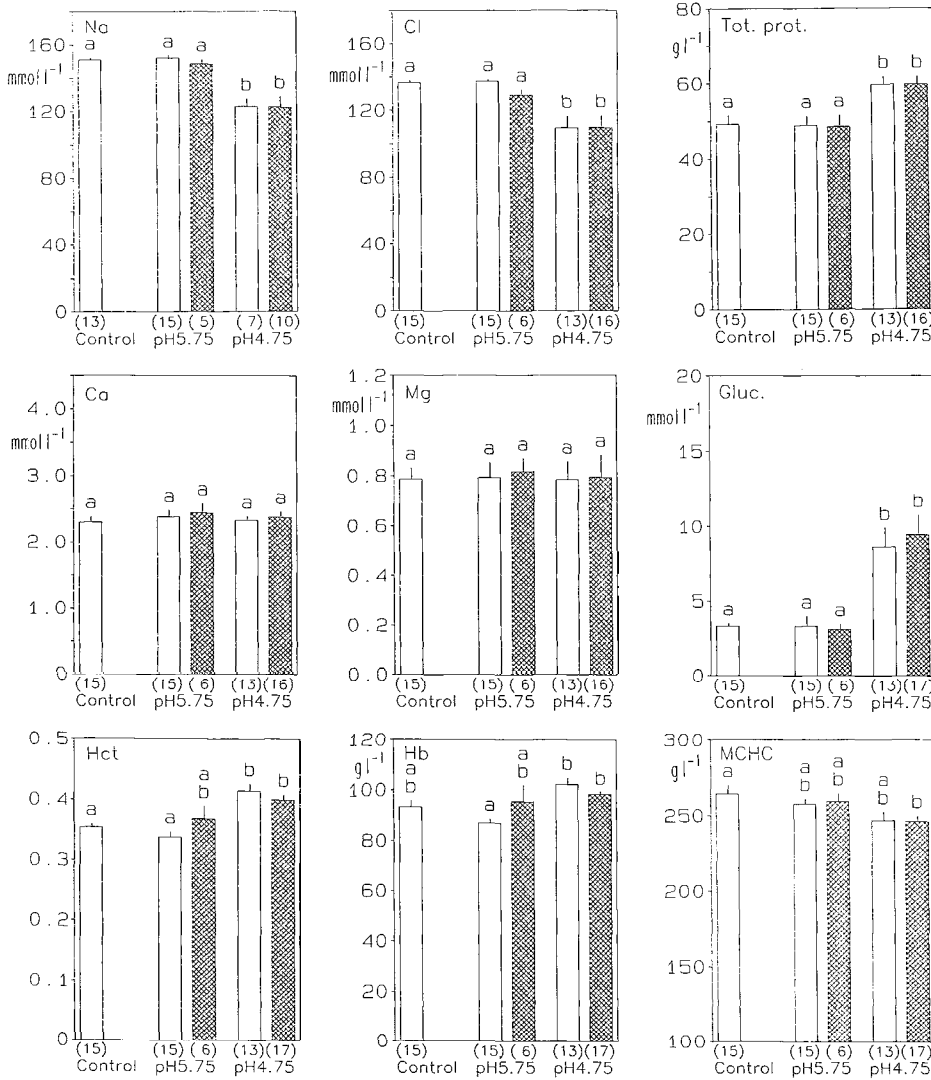 Na
160
mmol l⁻¹
120
80
40
0
a
a
a
b
b
(13)
(15)
(5)
(7)
(10)
Control
pH5.75
pH4.75
Cl
160
mmol l⁻¹
120
80
40
0
a
a
a
b
b
(15)
(15)
(6)
(13)
(16)
Control
pH5.75
pH4.75
Tot. prot.
80
gl⁻¹
60
40
20
0
a
a
a
b
b
(15)
(15)
(6)
(13)
(16)
Control
pH5.75
pH4.75
Ca
4.0
mmol l⁻¹
3.0
2.0
1.0
0
a
a
a
a
a
(15)
(15)
(6)
(13)
(16)
Control
pH5.75
pH4.75
Mg
1.2
mmol l⁻¹
1.0
0.8
0.6
0.4
0.2
0.0
a
a
a
a
a
(15)
(15)
(6)
(13)
(16)
Control
pH5.75
pH4.75
Gluc.
20
mmol l⁻¹
15
10
5
0
a
a
a
b
b
(15)
(15)
(6)
(13)
(17)
Control
pH5.75
pH4.75
Hct
0.5
0.4
0.3
0.2
0.1
0
a
a
a
b
b
b
(15)
(15)
(6)
(13)
(17)
Control
pH5.75
pH4.75
Hb
120
gl⁻¹
100
80
60
40
20
0
a
b
a
a
b
b
b
(15)
(15)
(6)
(13)
(17)
Control
pH5.75
pH4.75
MCHC
300
gl⁻¹
250
200
150
100
a
a
b
a
b
a
b
b
(15)
(15)
(6)
(13)
(17)
Control
pH5.75
pH4.75